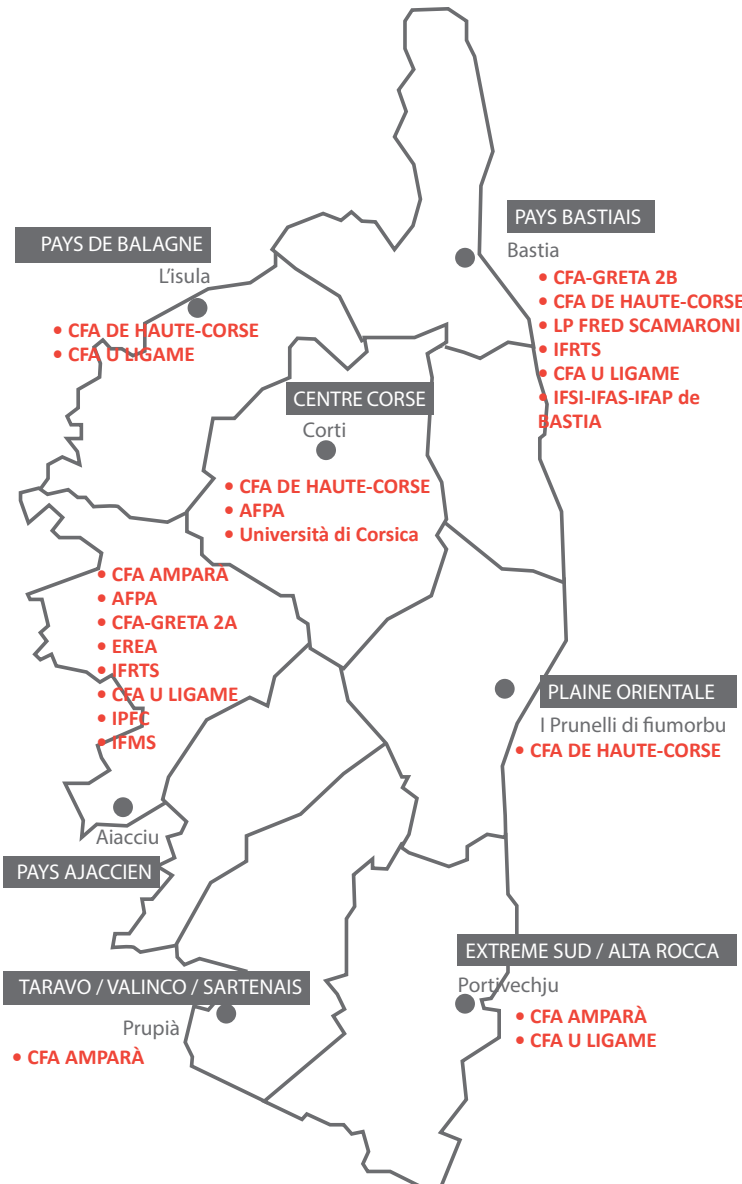 PAYS BASTIAIS
Bastia
• CFA-GRETA 2B
• CFA DE HAUTE-CORSE
• LP FRED SCAMARONI
• IFRTS
• CFA U LIGAME
• IFSI-IFAS-IFAP de
BASTIA
PAYS DE BALAGNE
L'isula
• CFA DE HAUTE-CORSE
• CFA U LIGAME
CENTRE CORSE
Corti
• CFA DE HAUTE-CORSE
• AFPA
• Università di Corsica
• CFA AMPARÀ
• AFPA
• CFA-GRETA 2A
• EREA
• IFRTS
• CFA U LIGAME
• IPFC
• IFMS
Aiacciu
PAYS AJACCIEN
PLAINE ORIENTALE
I Prunelli di fiumorbu
• CFA DE HAUTE-CORSE
EXTREME SUD / ALTA ROCCA
Portivechju
• CFA AMPARÀ
• CFA U LIGAME
TARAVO / VALINCO / SARTENAIS
Prupià
• CFA AMPARÀ